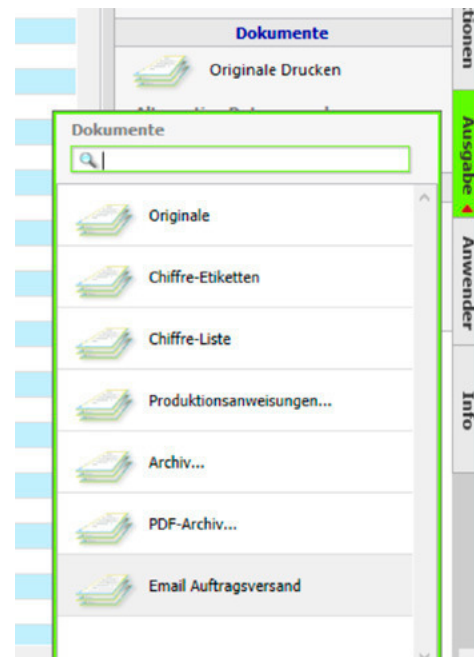 Dokumente
Originale Drucken
Dokumente
Originale
Chiffre-Etiketten
Chiffre-Liste
Produktionsanweisungen...
Archiv...
PDF-Archiv...
Email Auftragsversand
tionen
Ausgabe
Anwender
Info